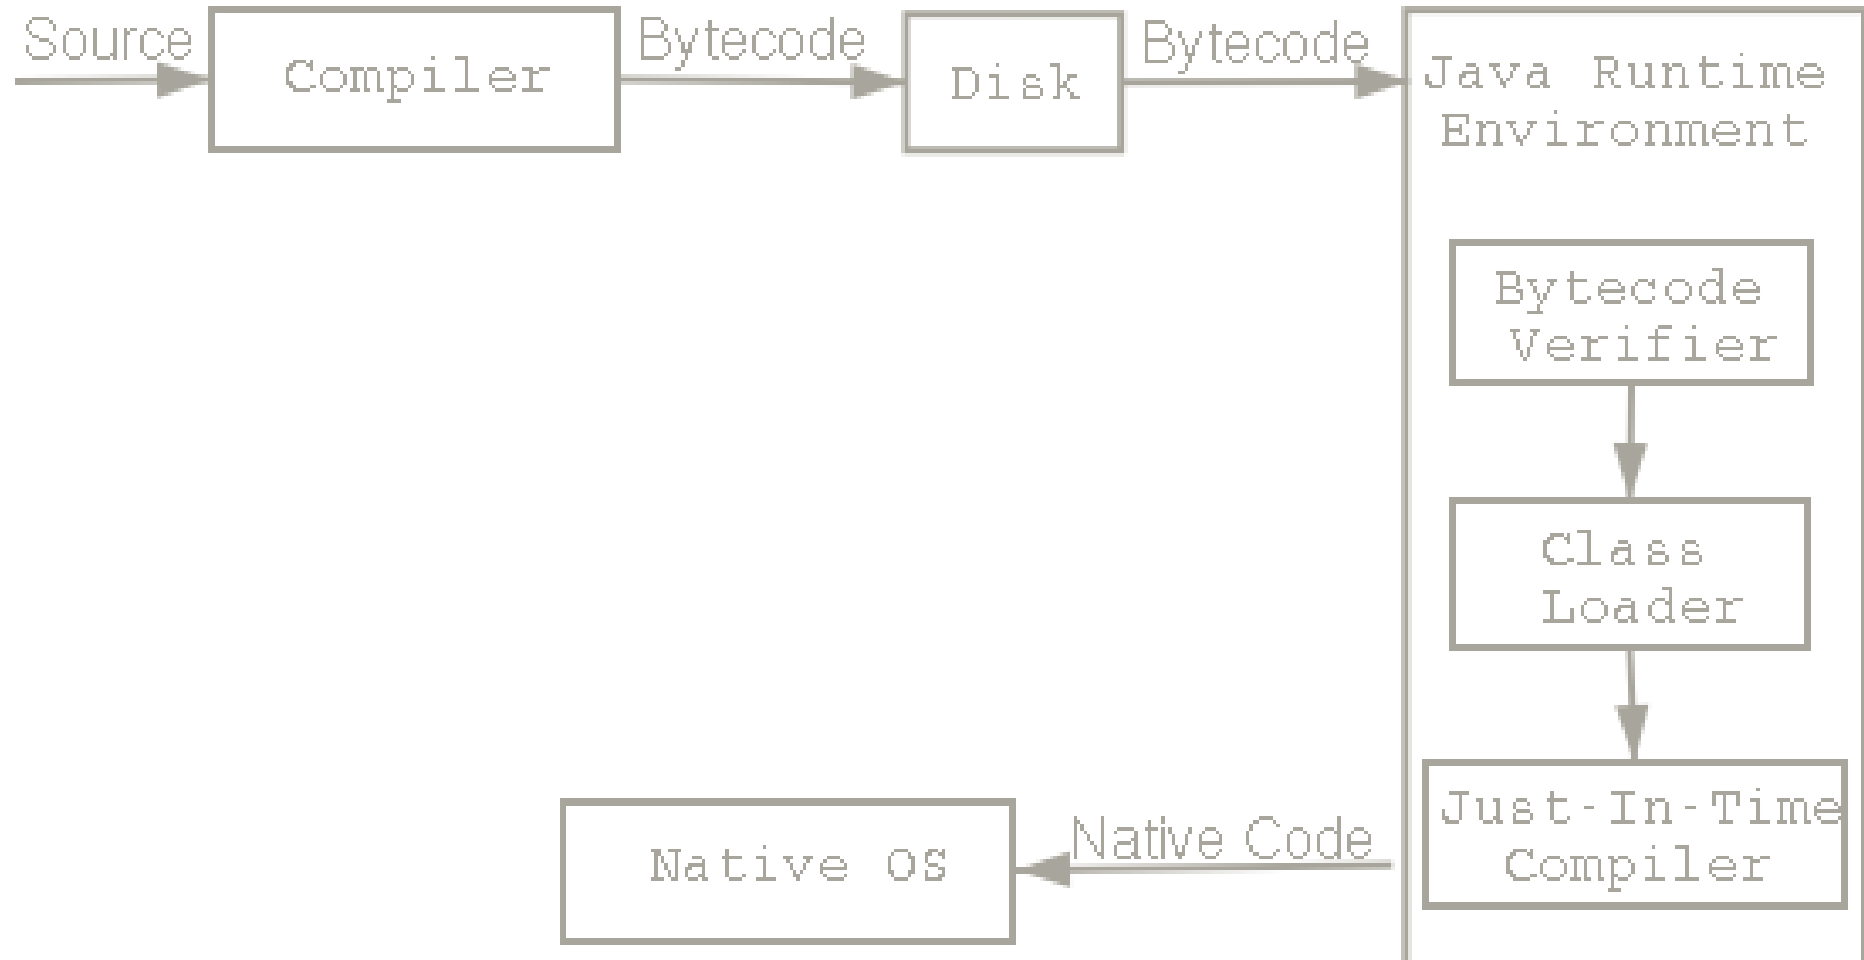 Source
Compiler
Bytecode
Disk
Bytecode
Java Runtime
Environment
Bytecode
Verifier
Class
Loader
Just-In-Time
Compiler
Native Code
Native OS